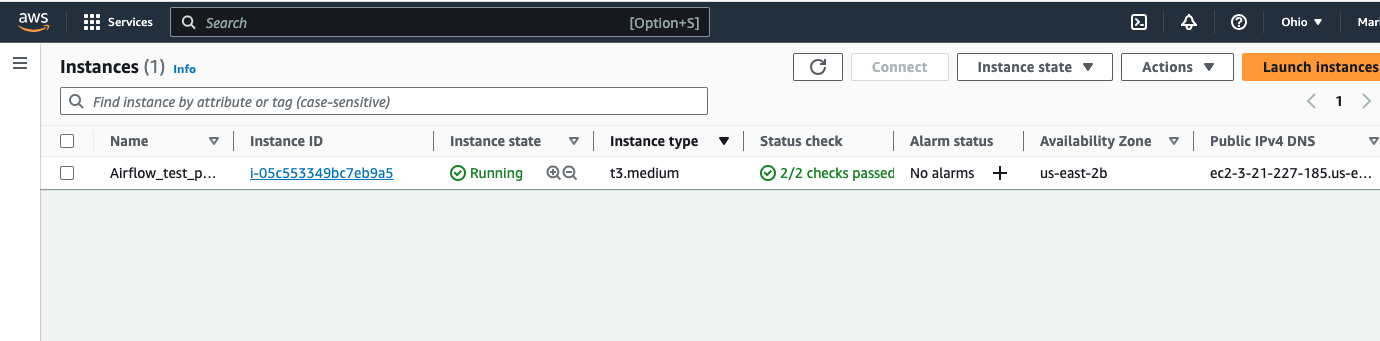 aws Services Search [Option+S] Ohio Mar
Instances (1) Info Connect Instance state Actions Launch instances
Find instance by attribute or tag (case-sensitive) 1
Name Instance ID Instance state Instance type Status check Alarm status Availability Zone Public IPv4 DNS
Airflow_test_p... i-05c553349bc7eb9a5 Running t3.medium 2/2 checks passed No alarms us-east-2b ec2-3-21-227-185.us-e...